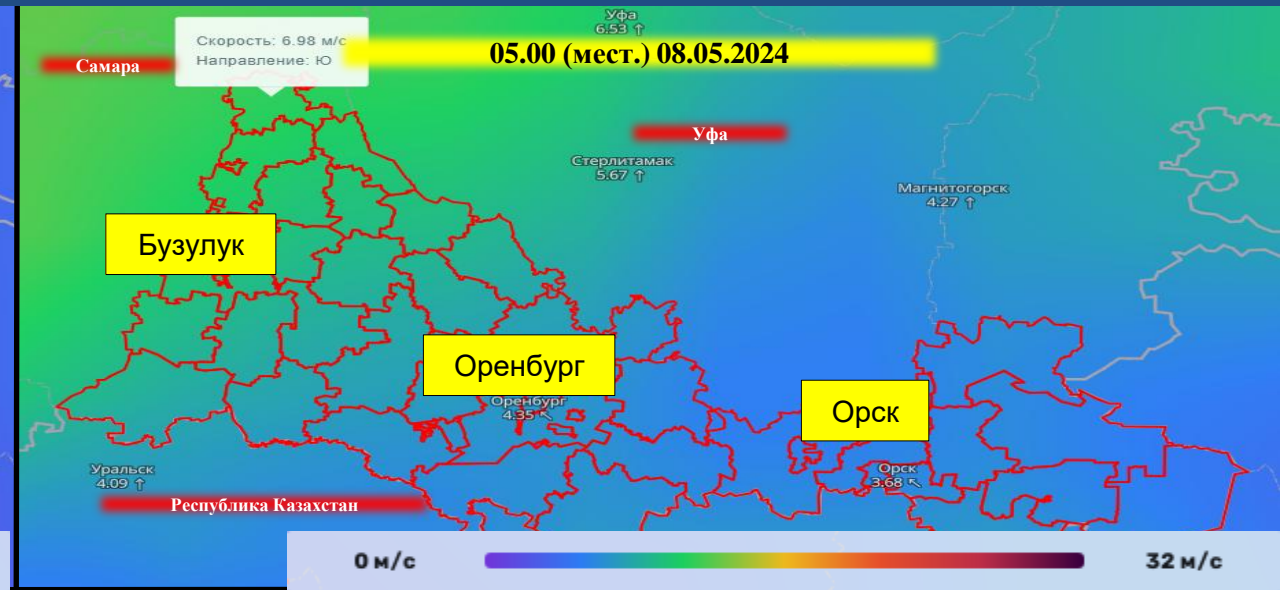 Уфа
6.53 ↑
Скорость: 6.98 м/с
Направление: Ю
05.00 (мест.) 08.05.2024
Самара
Уфа
Стерлитамак
5.67 ↑
Магнитогорск
4.27 ↑
Бузулук
Оренбург
Оренбург
4.35 ↖
Орск
Орск
3.68 ↖
Уральск
4.09 ↑
Республика Казахстан
0 м/с
32 м/с